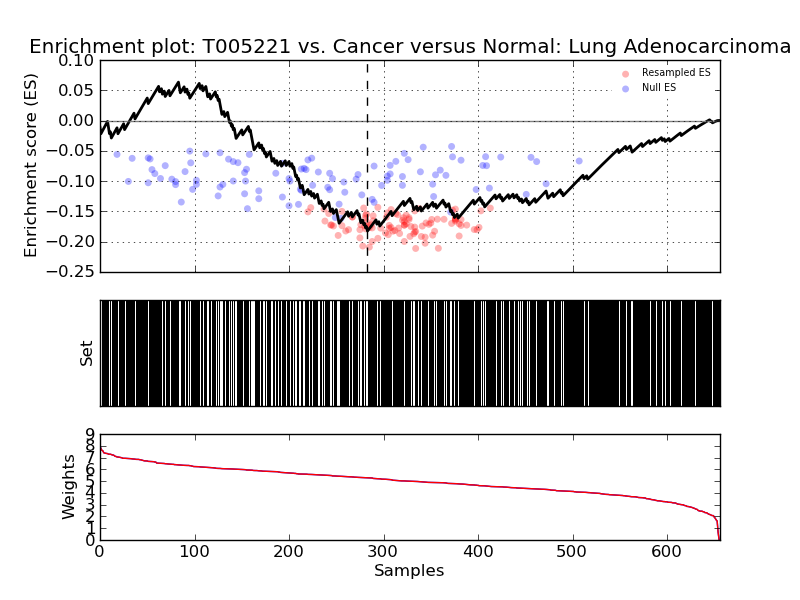 Enrichment plot: T005221 vs. Cancer versus Normal: Lung Adenocarcinoma
0.10
0.05
0.00
−0.05
−0.10
−0.15
−0.20
−0.25
Enrichment score (ES)
Resampled ES
Null ES
Set
9
8
7
6
5
4
3
2
1
0
Weights
0 100 200 300 400 500 600
Samples